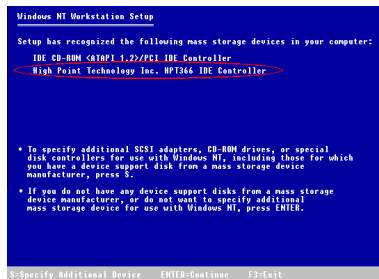 Windows NT Workstation Setup
Setup has recognized the following mass storage devices in your computer:
IDE CD-ROM <ATAPI 1.2>/PCI IDE Controller
High Point Technology Inc. HPT366 IDE Controller
• To specify additional SCSI adapters, CD-ROM drives, or special
disk controllers for use with Windows NT, including those for which
you have a device support disk from a mass storage device
manufacturer, press S.
• If you do not have any device support disks from a mass storage
device manufacturer, or do not want to specify additional
mass storage device for use with Windows NT, press ENTER.
S=Specify Additional Device ENTER=Continue F3=Exit